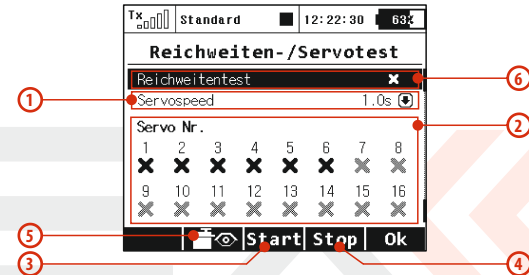 Tx Standard 12:22:30 63%
Reichweiten-/Servotest
Reichweitentest ✖ 6
1 Servospeed 1.0s
Servo Nr. 2
1 2 3 4 5 6 7 8
✖ ✖ ✖ ✖ ✖ ✖ ✖ ✖
9 10 11 12 13 14 15 16
✖ ✖ ✖ ✖ ✖ ✖ ✖ ✖
5 Start Stop Ok
3 4